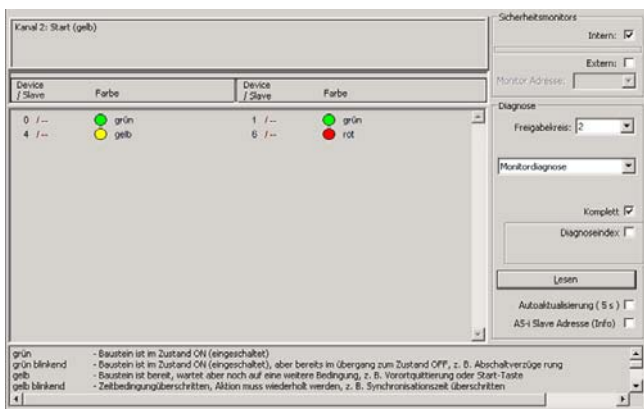 Kanal 2: Start (gelb)
Sicherheitsmonitors
Intern:
Extern:
Monitor Adresse:
Device / Slave Farbe Device / Slave Farbe
0 /-- grün 1 /-- grün
4 /-- gelb 6 /-- rot
Diagnose
Freigabekreis: 2
Monitordiagnose
Komplett
Diagnoseindex
Lesen
Autoaktualisierung ( 5 s )
AS-i Slave Adresse (Info)
grün - Baustein ist im Zustand ON (eingeschaltet)
grün blinkend - Baustein ist im Zustand ON (eingeschaltet), aber bereits im übergang zum Zustand OFF, z. B. Abschaltverzüge rung
gelb - Baustein ist bereit, wartet aber noch auf eine weitere Bedingung, z. B. Vorortquittierung oder Start-Taste
gelb blinkend - Zeitbedingungüberschritten, Aktion muss wiederholt werden, z. B. Synchronisationszeit überschritten